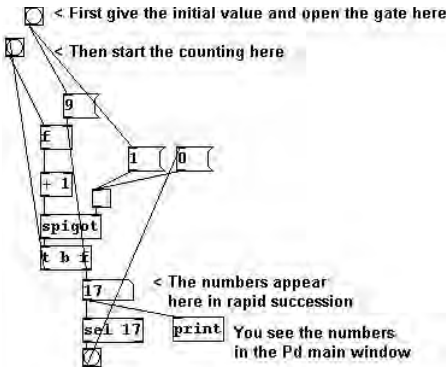 < First give the initial value and open the gate here
< Then start the counting here
9
f
1
0
+ 1
spigot
t b f
17
< The numbers appear
here in rapid succession
sel 17
print
You see the numbers
in the Pd main window